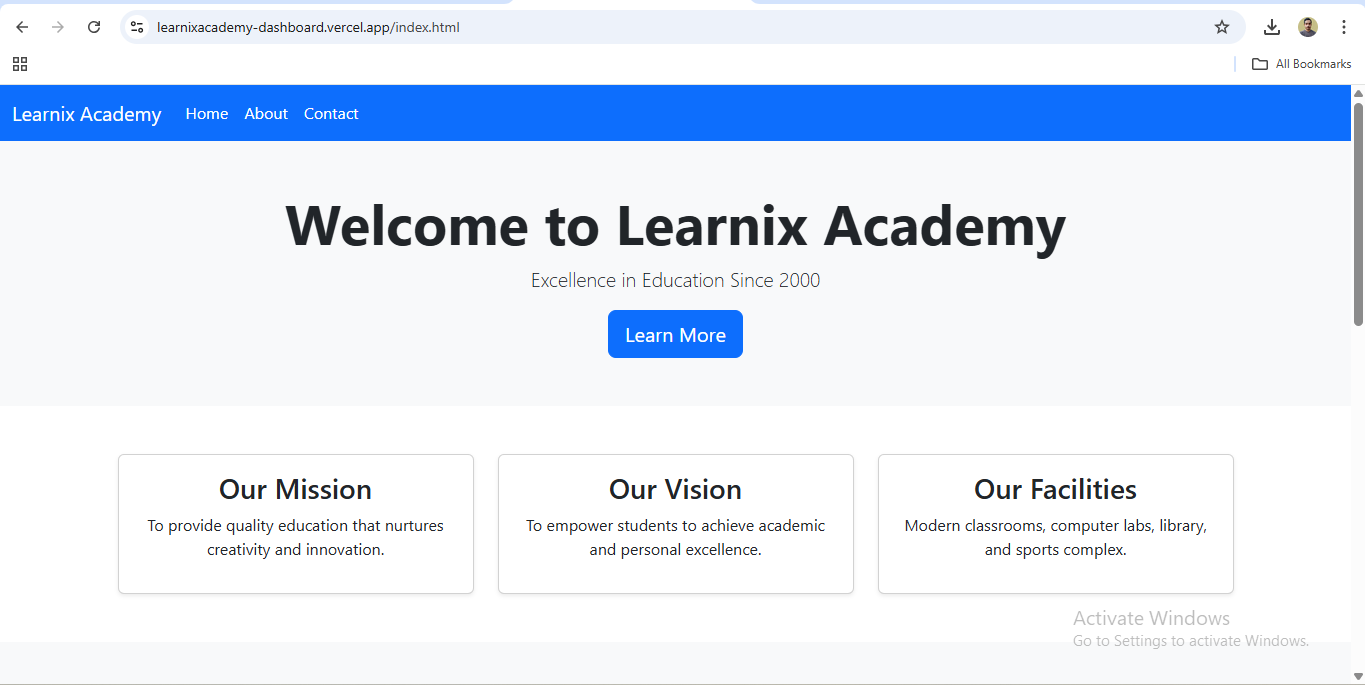 learnixacademy-dashboard.vercel.app/index.html
All Bookmarks
Learnix Academy Home About Contact
Welcome to Learnix Academy
Excellence in Education Since 2000
Learn More
Our Mission
To provide quality education that nurtures
creativity and innovation.
Our Vision
To empower students to achieve academic
and personal excellence.
Our Facilities
Modern classrooms, computer labs, library,
and sports complex.
Activate Windows
Go to Settings to activate Windows.